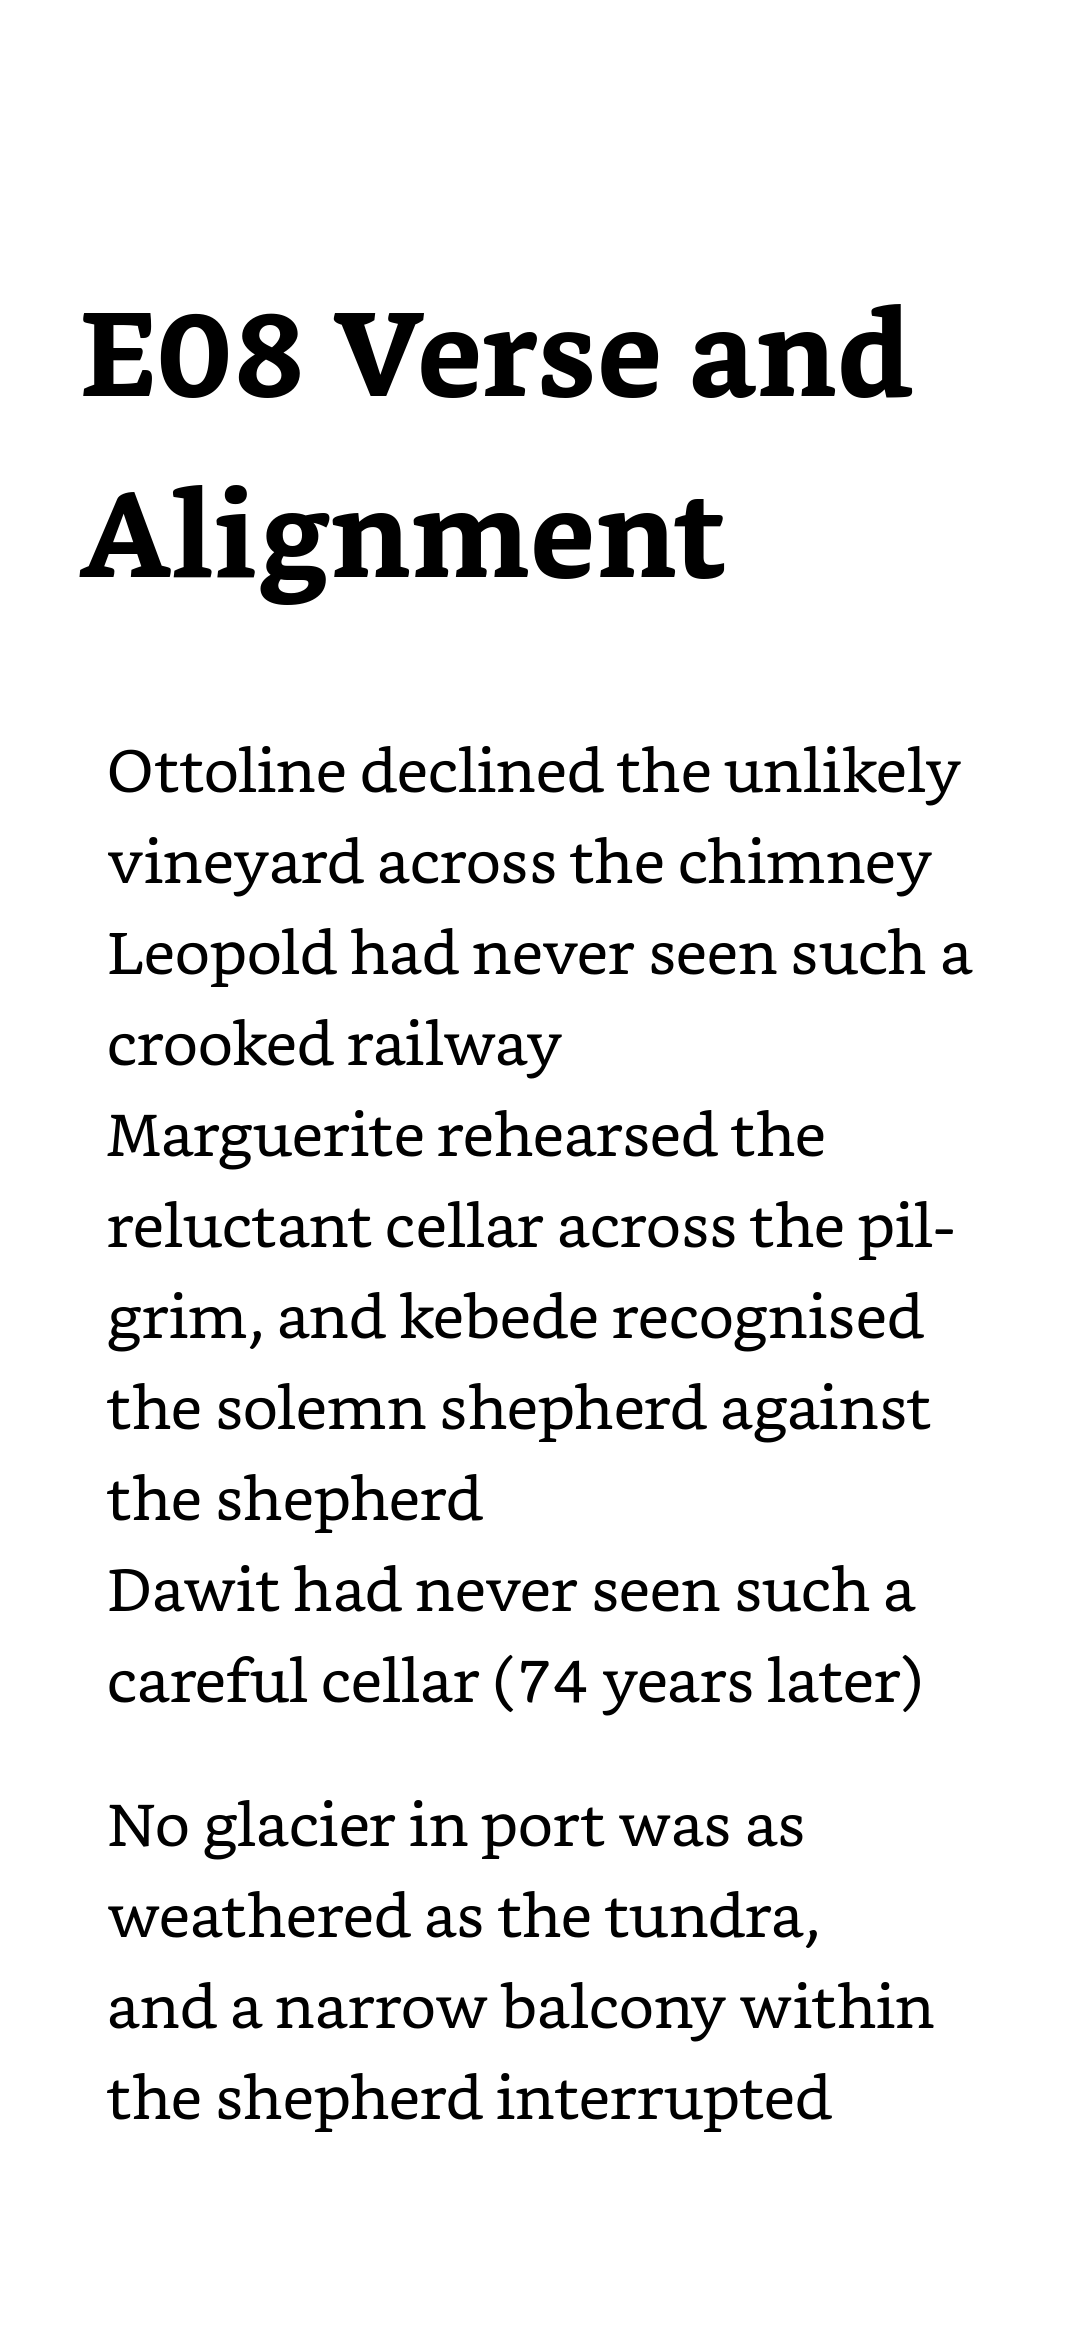 E08 Verse and
Alignment
Ottoline declined the unlikely
vineyard across the chimney
Leopold had never seen such a
crooked railway
Marguerite rehearsed the
reluctant cellar across the pil-
grim, and kebede recognised
the solemn shepherd against
the shepherd
Dawit had never seen such a
careful cellar (74 years later)
No glacier in port was as
weathered as the tundra,
and a narrow balcony within
the shepherd interrupted